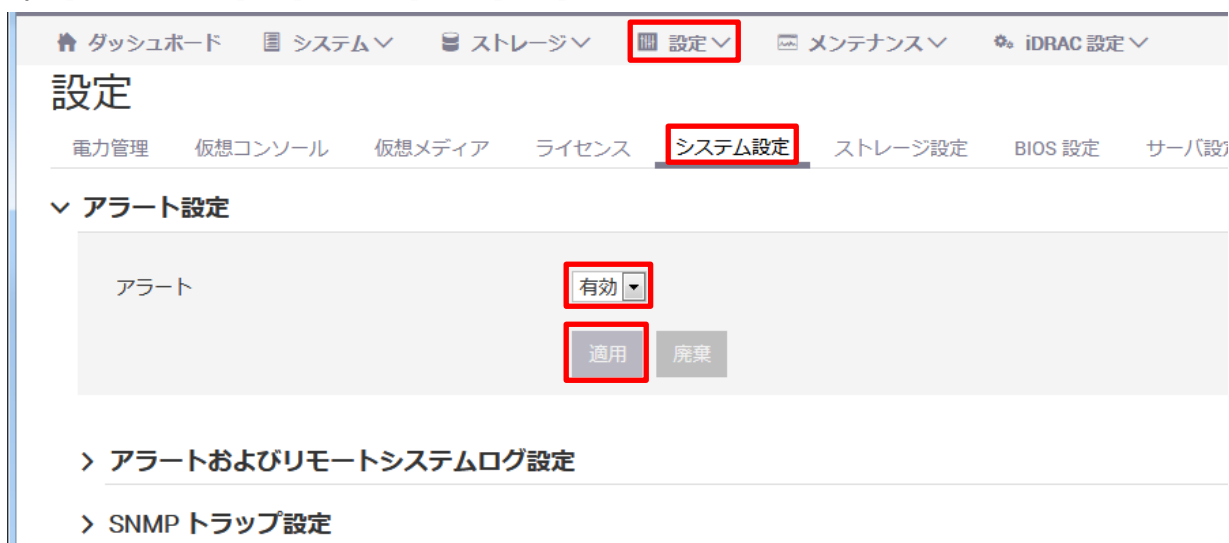 ダッシュボード システム ストレージ 設定 メンテナンス iDRAC 設定
設定
電力管理 仮想コンソール 仮想メディア ライセンス システム設定 ストレージ設定 BIOS 設定 サーバ設定
アラート設定
アラート 有効
適用 廃棄
アラートおよびリモートシステムログ設定
SNMP トラップ設定